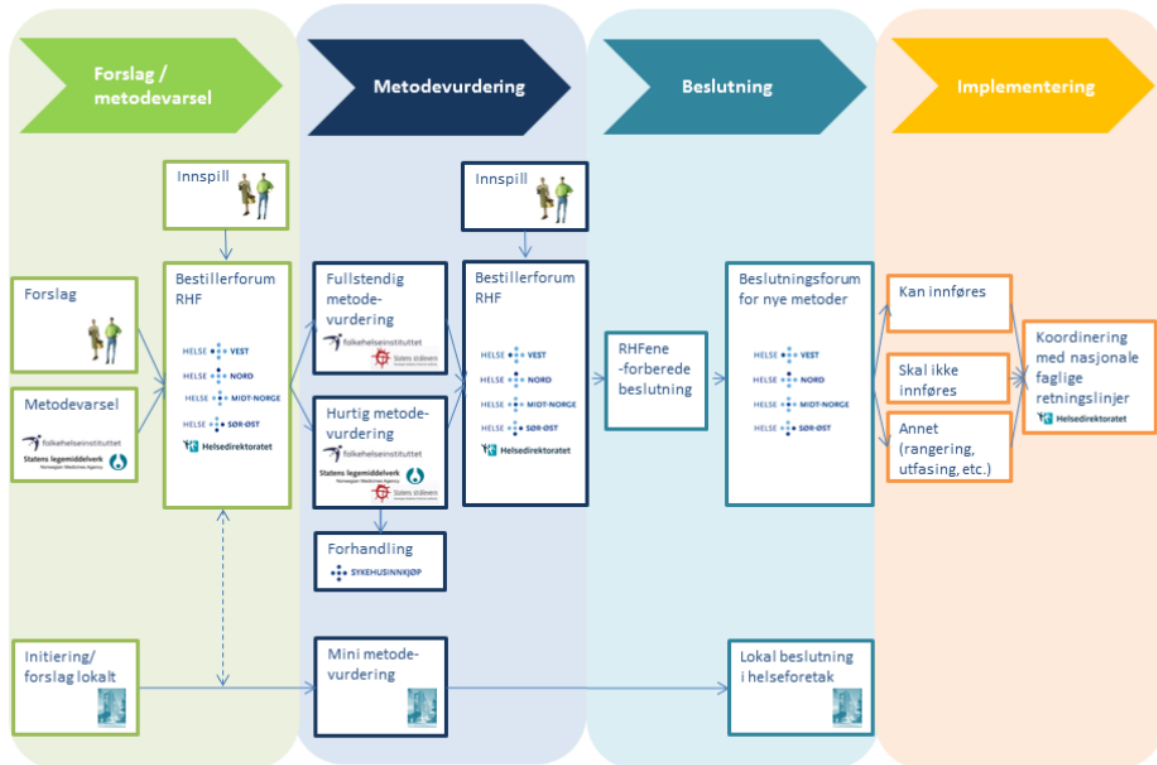 Forslag /
metodevarsel
Metodevurdering
Beslutning
Implementering
Innspill
Innspill
Forslag
Metodevarsel
folkehelseinstituttet
Statens legemiddelverk
Norwegian Medicines Agency
Bestillerforum
RHF
HELSE VEST
HELSE NORD
HELSE MIDT-NORGE
HELSE SØR-ØST
Helsedirektoratet
Fullstendig
metode-
vurdering
folkehelseinstituttet
Statens strålevern
Hurtig metode-
vurdering
folkehelseinstituttet
Statens legemiddelverk
Norwegian Medicines Agency
Statens strålevern
Forhandling
SYKEHUSINNKJØP
Bestillerforum
RHF
HELSE VEST
HELSE NORD
HELSE MIDT-NORGE
HELSE SØR-ØST
Helsedirektoratet
RHFene
-forberede
beslutning
Beslutningsforum
for nye metoder
HELSE VEST
HELSE NORD
HELSE MIDT-NORGE
HELSE SØR-ØST
Kan innføres
Skal ikke
innføres
Annet
(rangering,
utfasing, etc.)
Koordinering
med nasjonale
faglige
retningslinjer
Helsedirektoratet
Initiering/
forslag lokalt
Mini metode-
vurdering
Lokal beslutning
i helseforetak